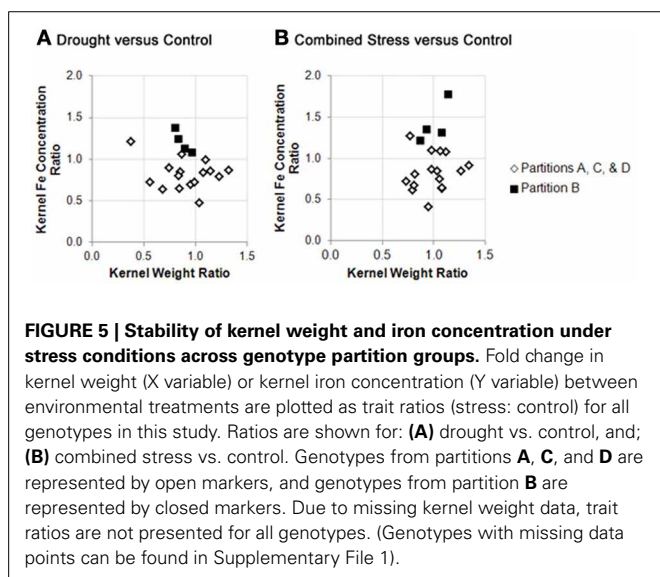 A Drought versus Control
B Combined Stress versus Control
Kernel Fe Concentration Ratio
2.0
1.5
1.0
0.5
0.0
0.0 0.5 1.0 1.5
Kernel Weight Ratio
Kernel Fe Concentration Ratio
2.0
1.5
1.0
0.5
0.0
0.0 0.5 1.0 1.5
Kernel Weight Ratio
Partitions A, C, & D
Partition B
FIGURE 5 | Stability of kernel weight and iron concentration under
stress conditions across genotype partition groups. Fold change in
kernel weight (X variable) or kernel iron concentration (Y variable) between
environmental treatments are plotted as trait ratios (stress: control) for all
genotypes in this study. Ratios are shown for: (A) drought vs. control, and;
(B) combined stress vs. control. Genotypes from partitions A, C, and D are
represented by open markers, and genotypes from partition B are
represented by closed markers. Due to missing kernel weight data, trait
ratios are not presented for all genotypes. (Genotypes with missing data
points can be found in Supplementary File 1).